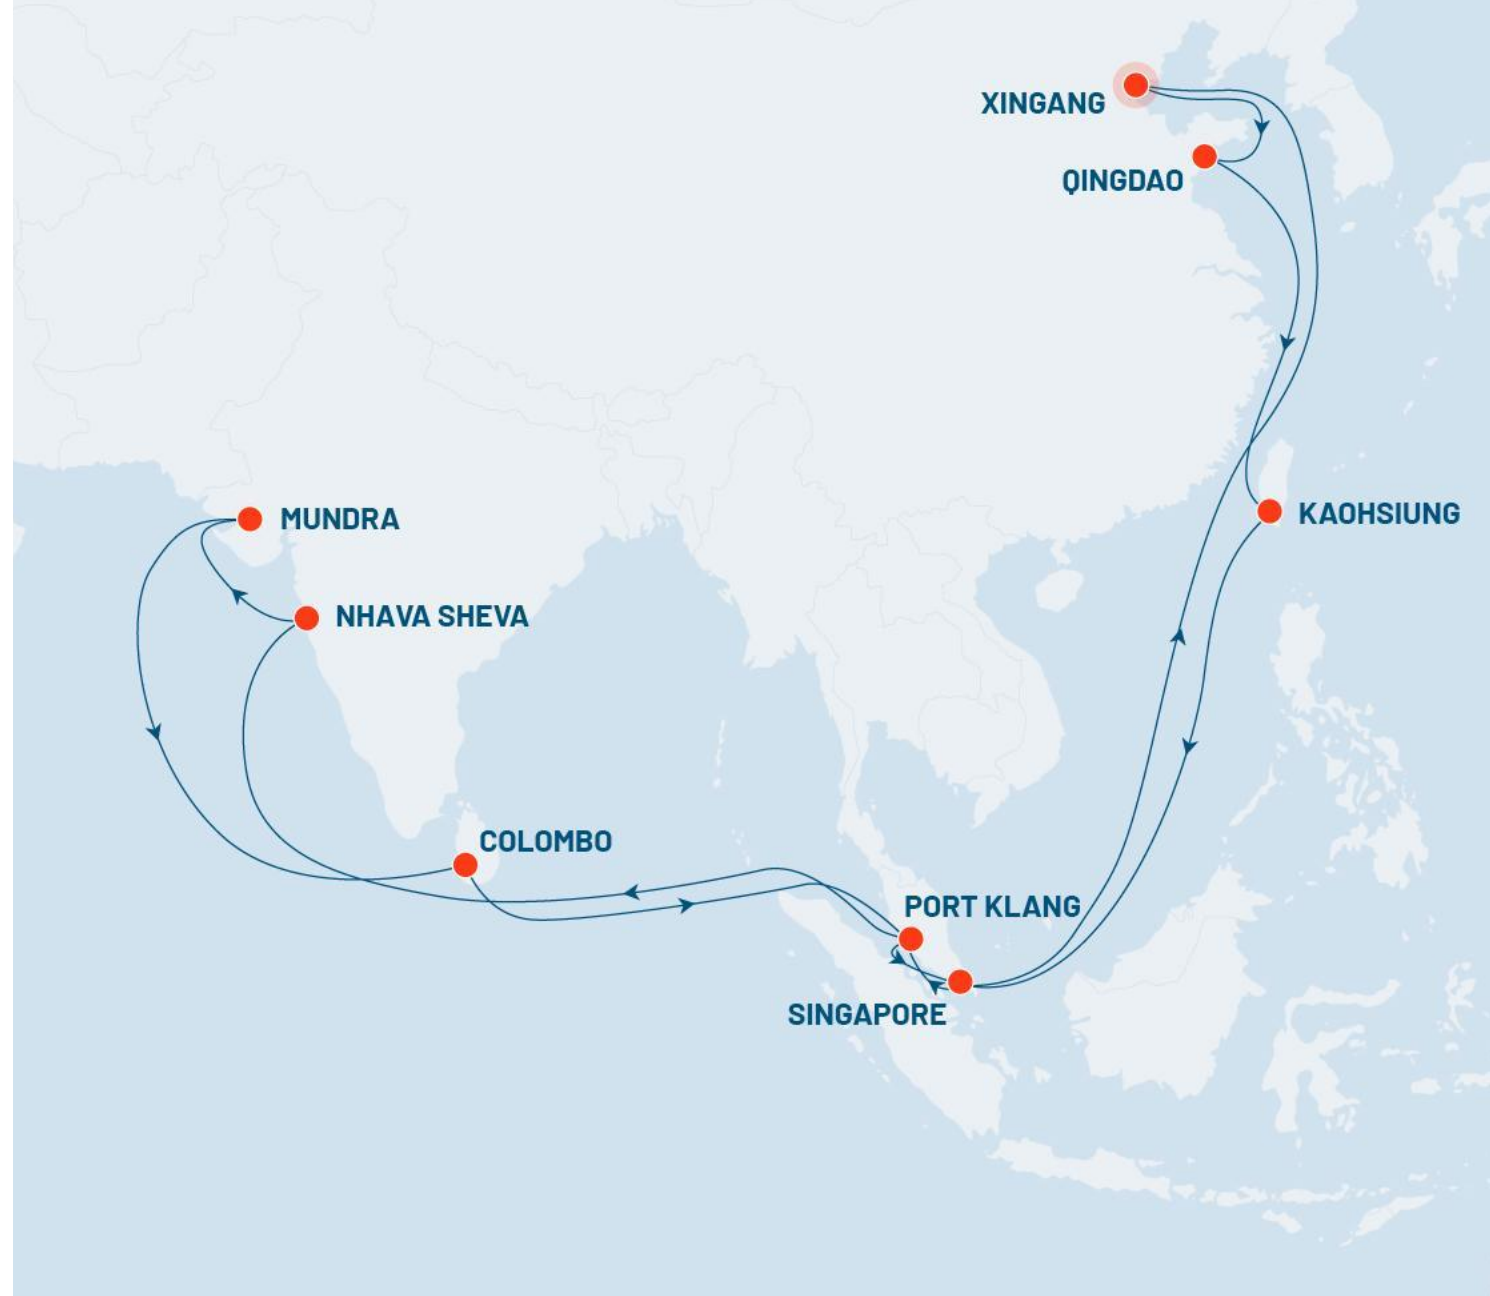 XINGANG
QINGDAO
MUNDRA
KAOHSIUNG
NHAVA SHEVA
COLOMBO
PORT KLANG
SINGAPORE